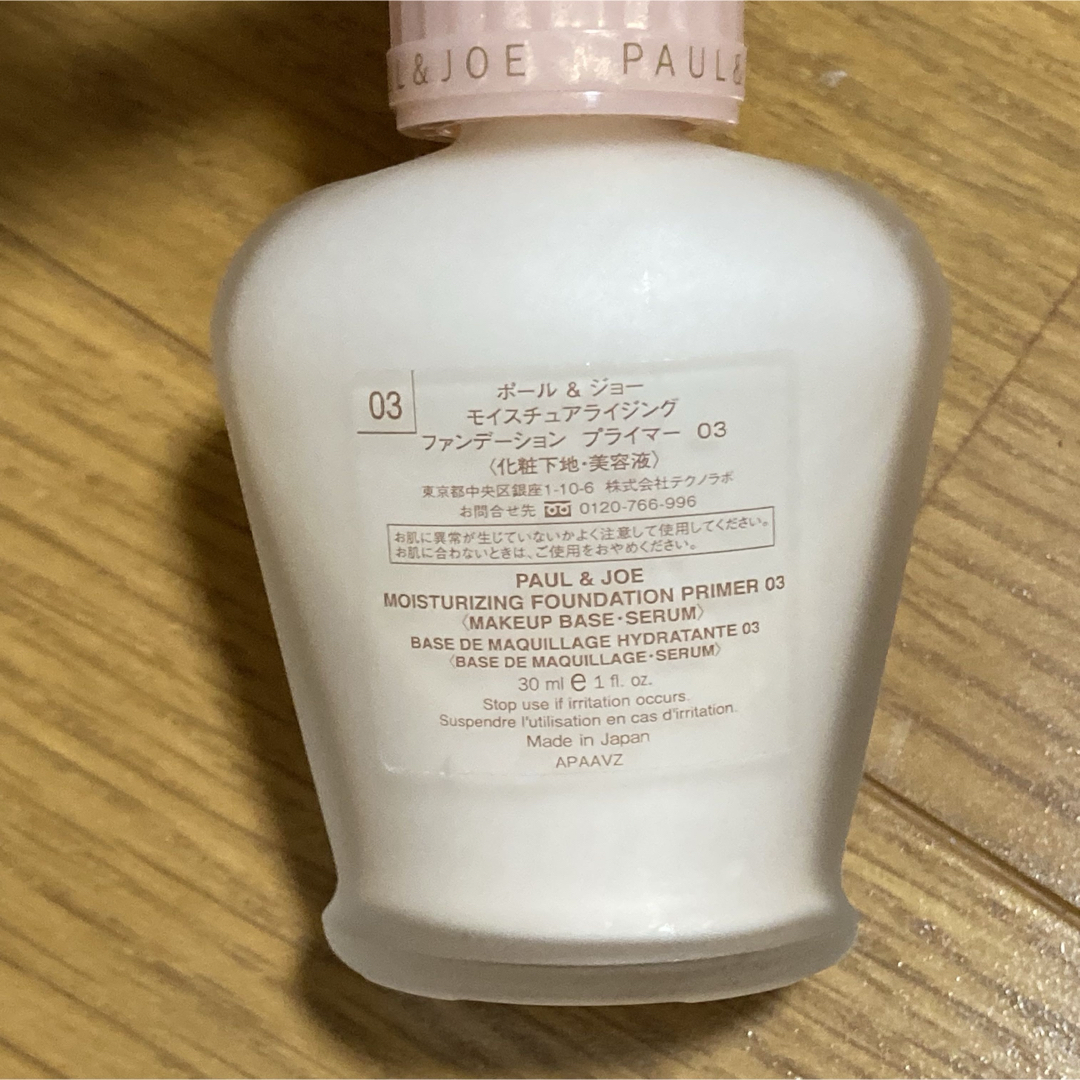 L & JOE PAUL &
03
ポール & ジョー
モイスチュアライジング
ファンデーション プライマー 03
〈化粧下地・美容液〉
東京都中央区銀座1-10-6 株式会社テクノラボ
お問合せ先 0120-766-996
お肌に異常が生じていないかよく注意して使用してください。
お肌に合わないときは、ご使用をおやめください。
PAUL & JOE
MOISTURIZING FOUNDATION PRIMER 03
〈MAKEUP BASE・SERUM〉
BASE DE MAQUILLAGE HYDRATANTE 03
〈BASE DE MAQUILLAGE・SERUM〉
30 ml e 1 fl. oz.
Stop use if irritation occurs.
Suspendre l'utilisation en cas d'irritation.
Made in Japan
APAAVZ